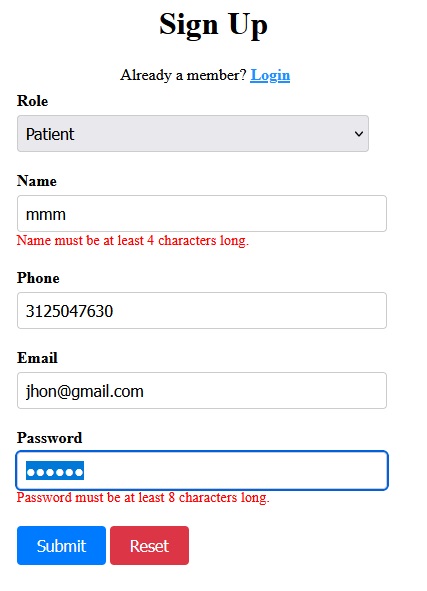 Sign Up
Already a member? Login
Role
Patient
Name
mmm
Name must be at least 4 characters long.
Phone
3125047630
Email
jhon@gmail.com
Password
●●●●●●
Password must be at least 8 characters long.
Submit Reset